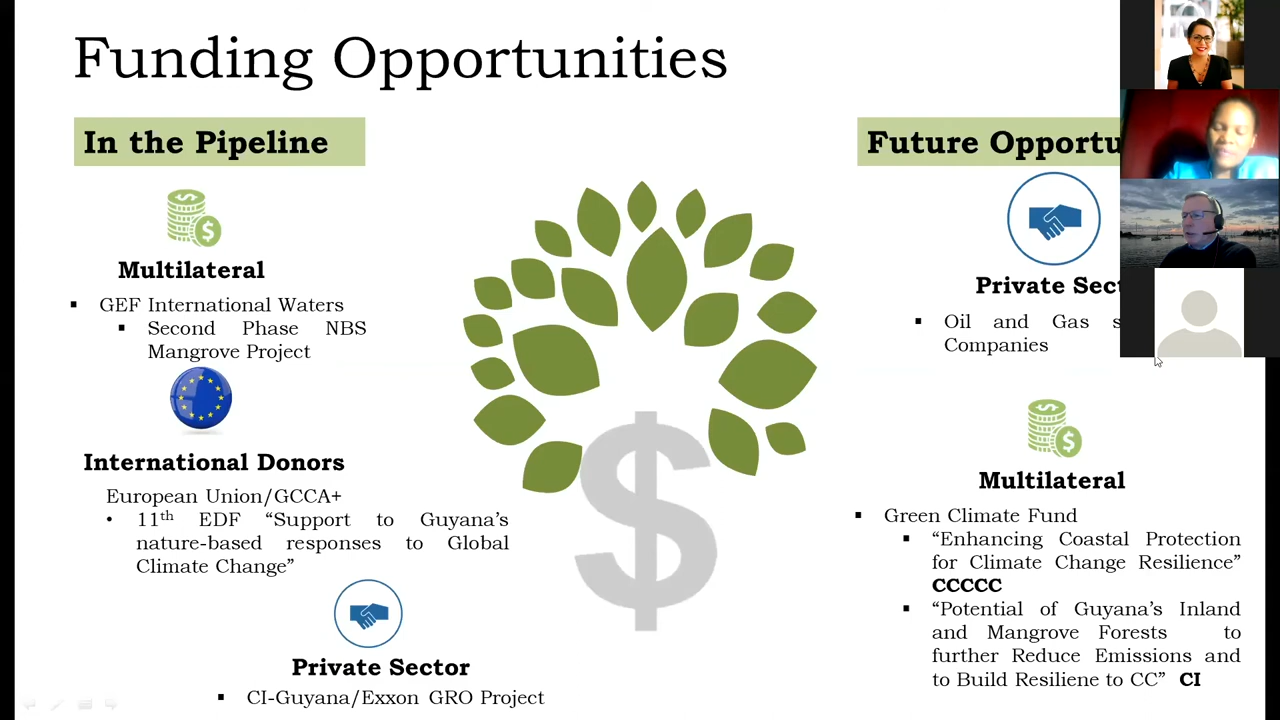 Funding Opportunities
In the Pipeline
Multilateral
▪ GEF International Waters
▪ Second Phase NBS
Mangrove Project
International Donors
European Union/GCCA+
• 11th EDF “Support to Guyana’s
nature-based responses to Global
Climate Change”
Private Sector
▪ CI-Guyana/Exxon GRO Project
$
Future Opportu
Private Sect
▪ Oil and Gas s
Companies
Multilateral
▪ Green Climate Fund
▪ “Enhancing Coastal Protection
for Climate Change Resilience”
CCCCC
▪ “Potential of Guyana’s Inland
and Mangrove Forests to
further Reduce Emissions and
to Build Resiliene to CC” CI